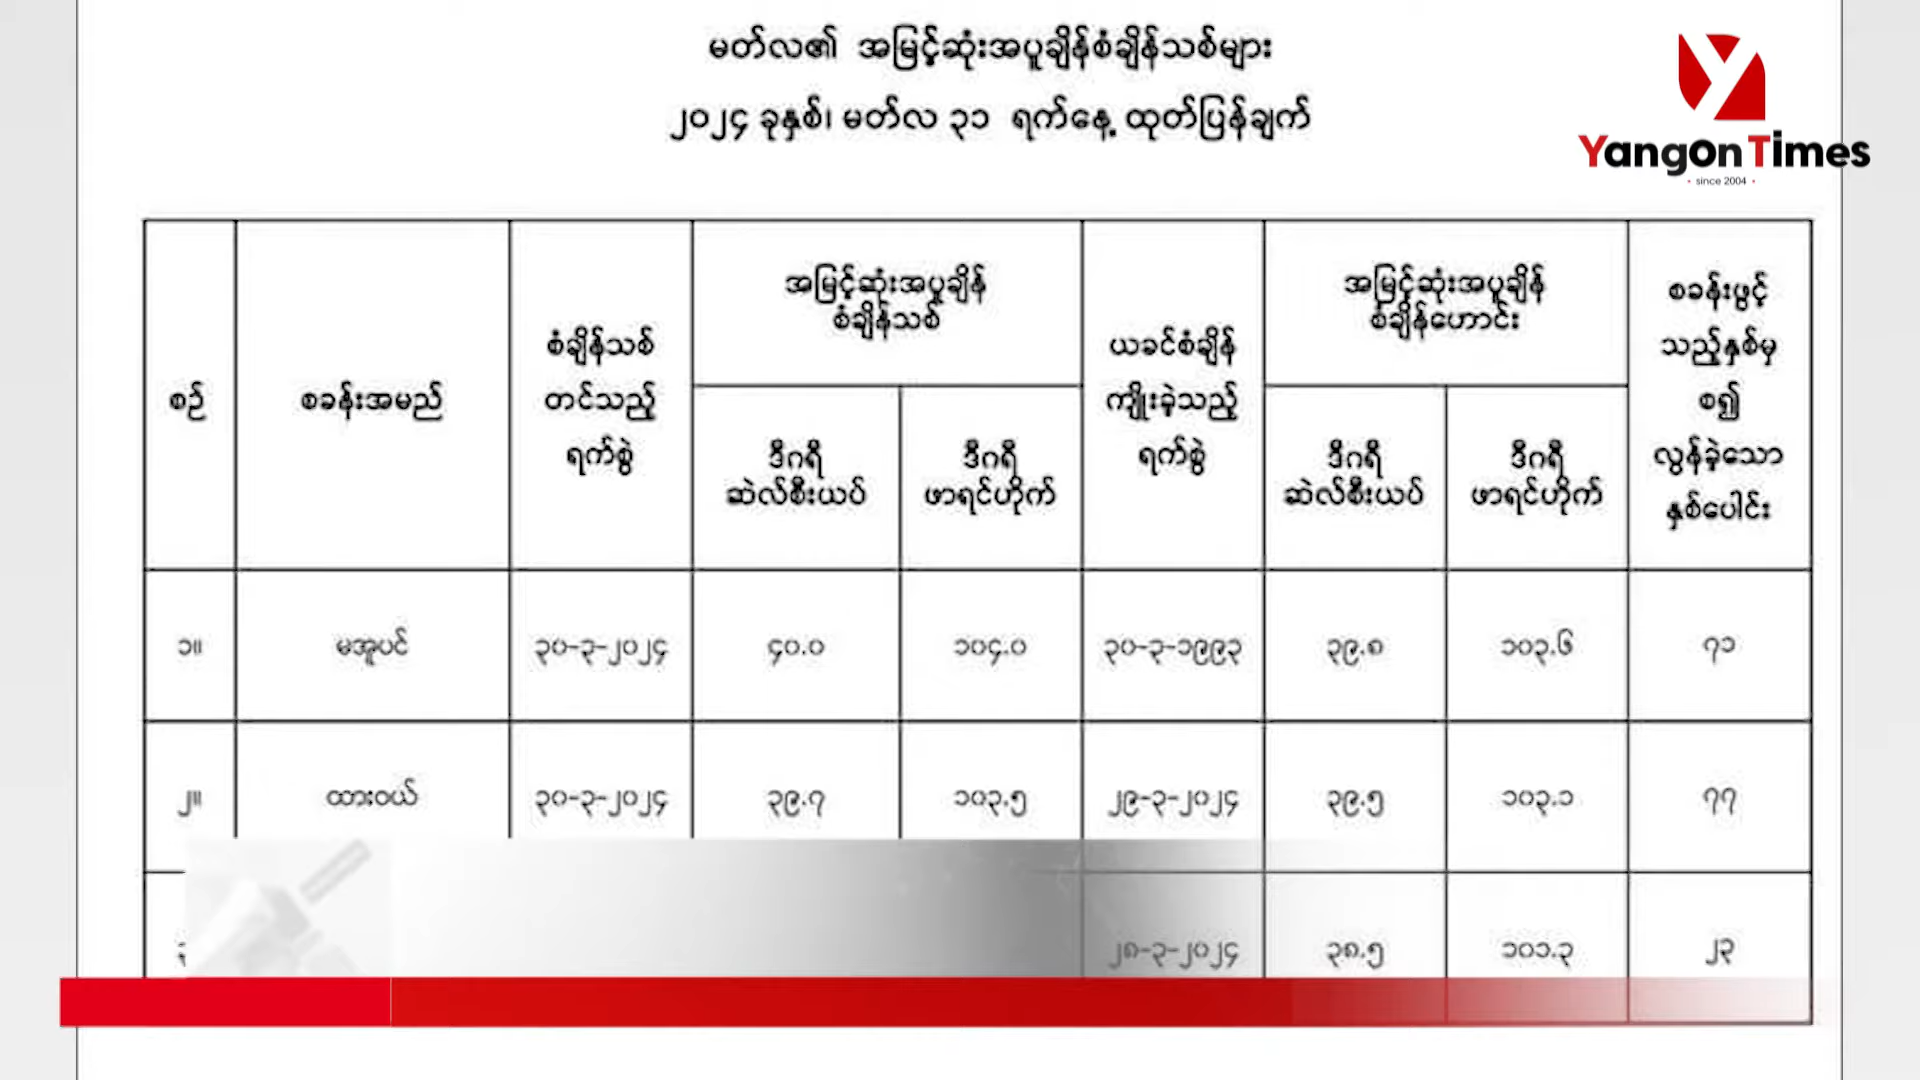 မတ်လ၏ အမြင့်ဆုံးအပူချိန်စံချိန်သစ်များ
၂၀၂၄ ခုနှစ်၊ မတ်လ ၃၁ ရက်နေ့ ထုတ်ပြန်ချက်
Yangon Times
since 2004
စဉ်
စခန်းအမည်
စံချိန်သစ်
တင်သည့်
ရက်စွဲ
အမြင့်ဆုံးအပူချိန်
စံချိန်သစ်
ဒီဂရီ
ဆဲလ်စီးယပ်
ဒီဂရီ
ဖာရင်ဟိုက်
ယခင်စံချိန်
ကျိုးခဲ့သည့်
ရက်စွဲ
အမြင့်ဆုံးအပူချိန်
စံချိန်ဟောင်း
ဒီဂရီ
ဆဲလ်စီးယပ်
ဒီဂရီ
ဖာရင်ဟိုက်
စခန်းဖွင့်
သည့်နှစ်မှ
စ၍
လွန်ခဲ့သော
နှစ်ပေါင်း
၁။ မအူပင် ၃၀-၃-၂၀၂၄ ၄၀.၀ ၁၀၄.၀ ၃၀-၃-၁၉၉၃ ၃၉.၈ ၁၀၃.၆ ၇၁
၂။ ထားဝယ် ၃၀-၃-၂၀၂၄ ၃၉.၇ ၁၀၃.၅ ၂၉-၃-၂၀၂၄ ၃၉.၅ ၁၀၃.၁ ၇၇
၂၈-၃-၂၀၂၄ ၃၈.၅ ၁၀၁.၃ ၂၃